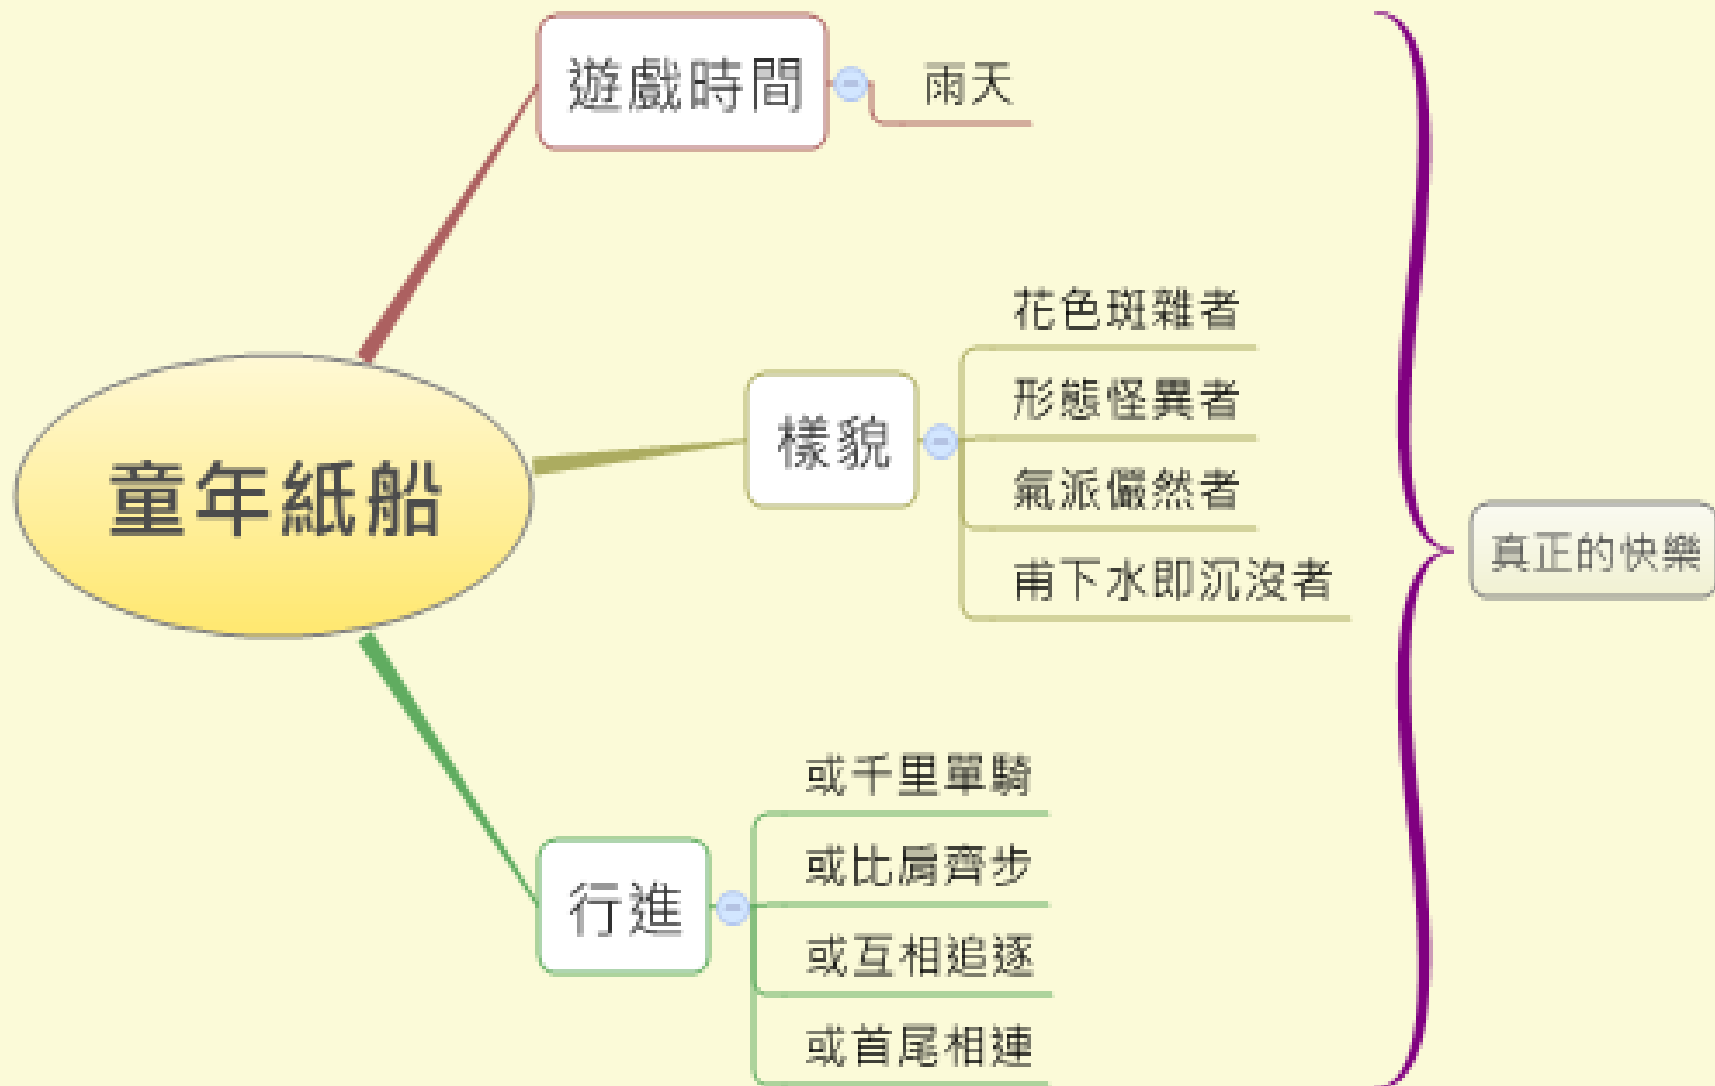 遊戲時間
雨天
童年紙船
樣貌
花色斑雜者
形態怪異者
氣派儼然者
甫下水即沉沒者
行進
或千里單騎
或比肩齊步
或互相追逐
或首尾相連
真正的快樂